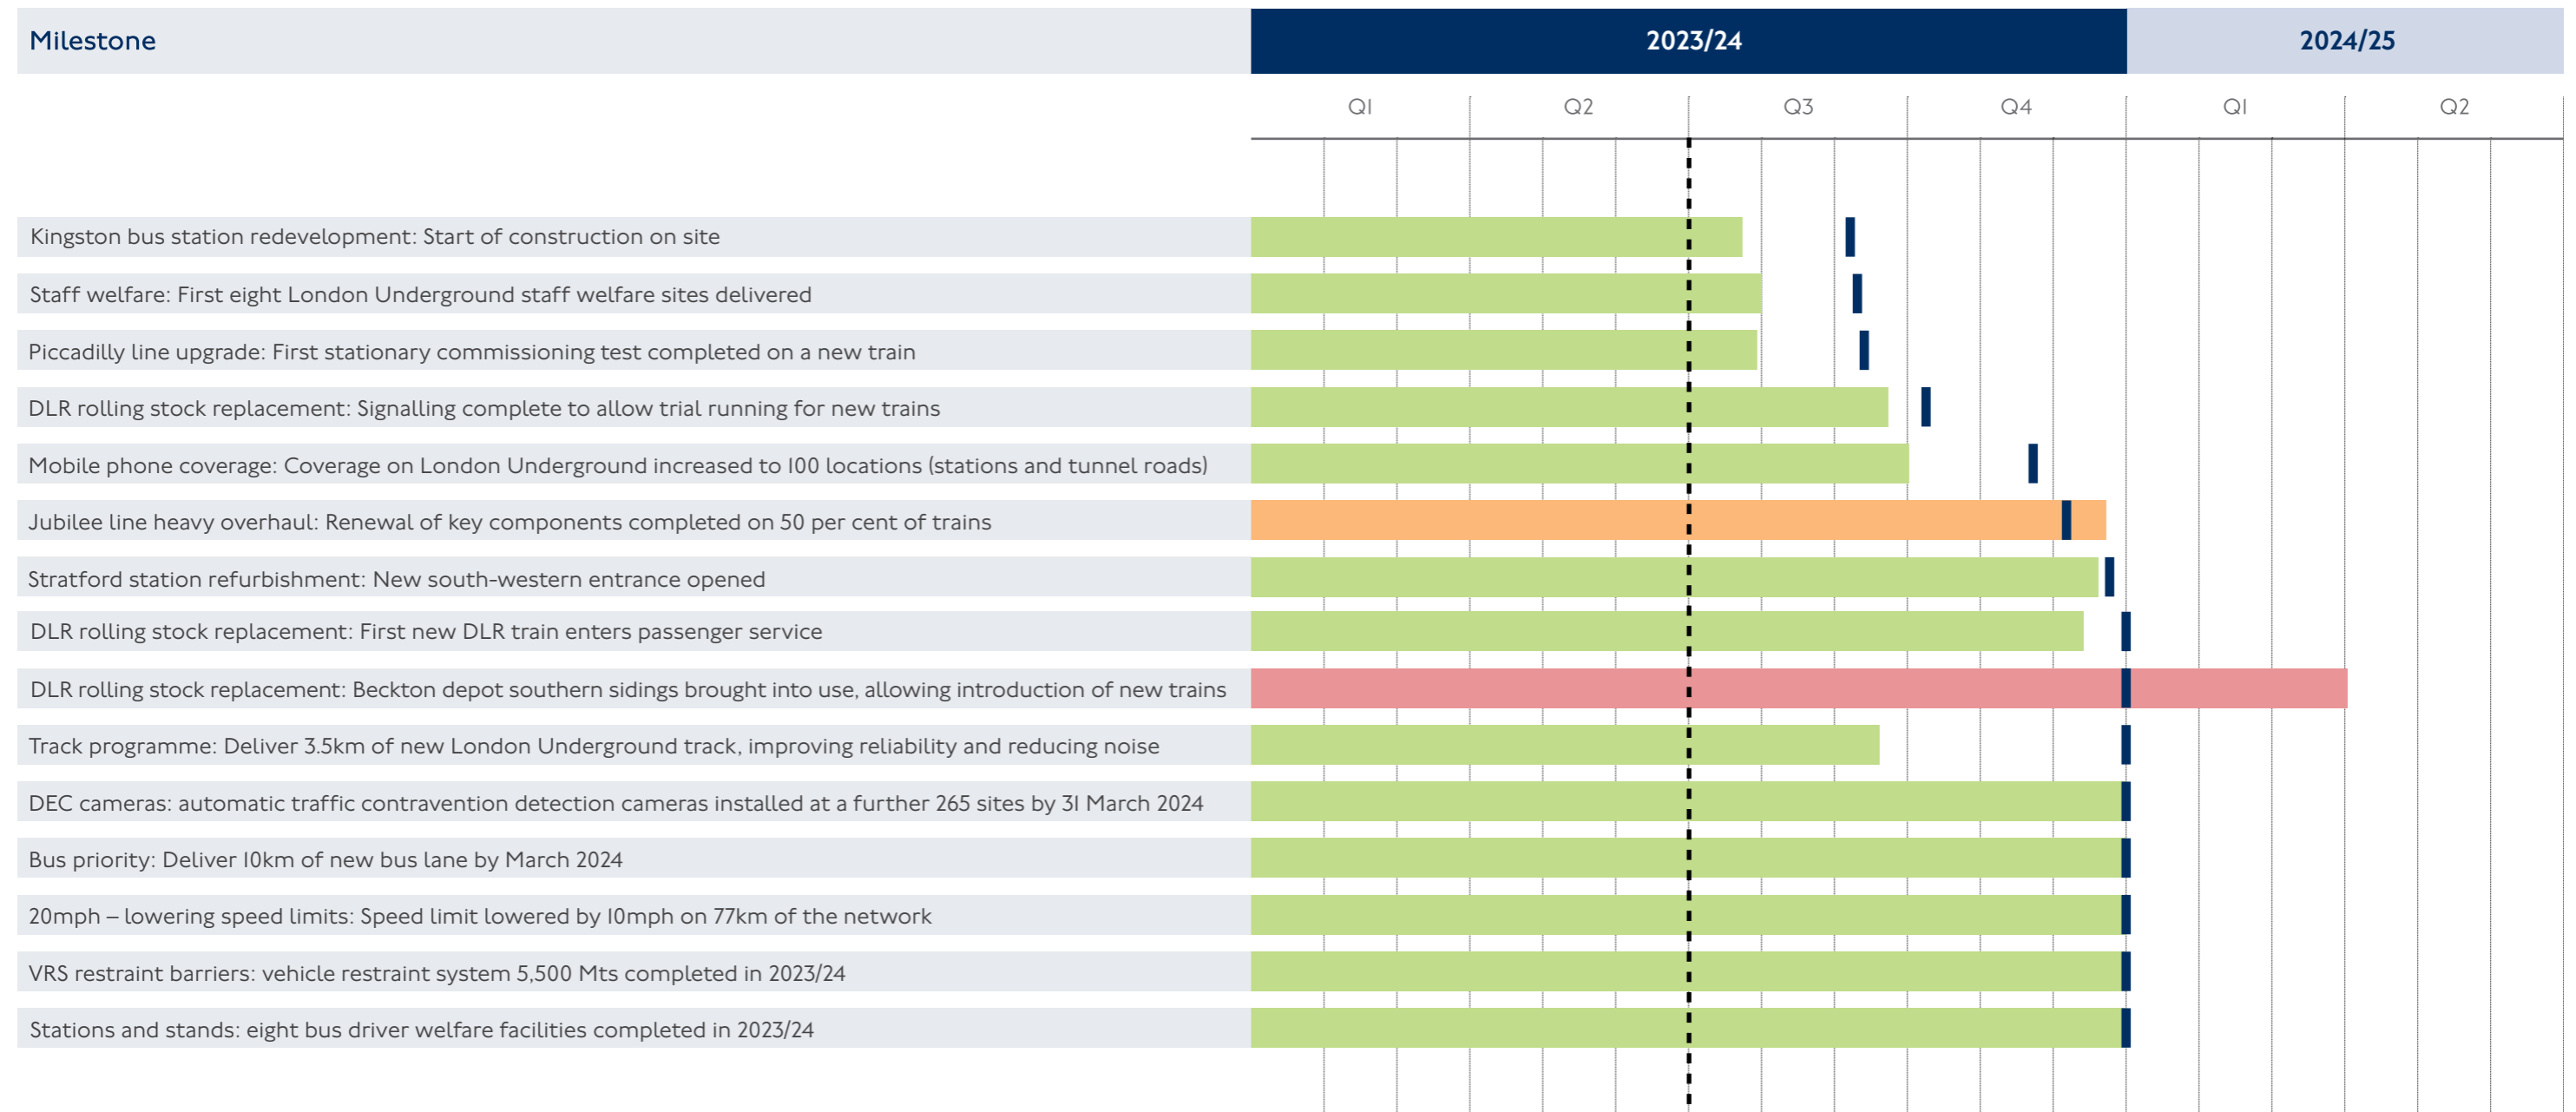 Milestone 2023/24 2024/25
Q1 Q2 Q3 Q4 Q1 Q2
Kingston bus station redevelopment: Start of construction on site
Staff welfare: First eight London Underground staff welfare sites delivered
Piccadilly line upgrade: First stationary commissioning test completed on a new train
DLR rolling stock replacement: Signalling complete to allow trial running for new trains
Mobile phone coverage: Coverage on London Underground increased to 100 locations (stations and tunnel roads)
Jubilee line heavy overhaul: Renewal of key components completed on 50 per cent of trains
Stratford station refurbishment: New south-western entrance opened
DLR rolling stock replacement: First new DLR train enters passenger service
DLR rolling stock replacement: Beckton depot southern sidings brought into use, allowing introduction of new trains
Track programme: Deliver 3.5km of new London Underground track, improving reliability and reducing noise
DEC cameras: automatic traffic contravention detection cameras installed at a further 265 sites by 31 March 2024
Bus priority: Deliver 10km of new bus lane by March 2024
20mph – lowering speed limits: Speed limit lowered by 10mph on 77km of the network
VRS restraint barriers: vehicle restraint system 5,500 Mts completed in 2023/24
Stations and stands: eight bus driver welfare facilities completed in 2023/24